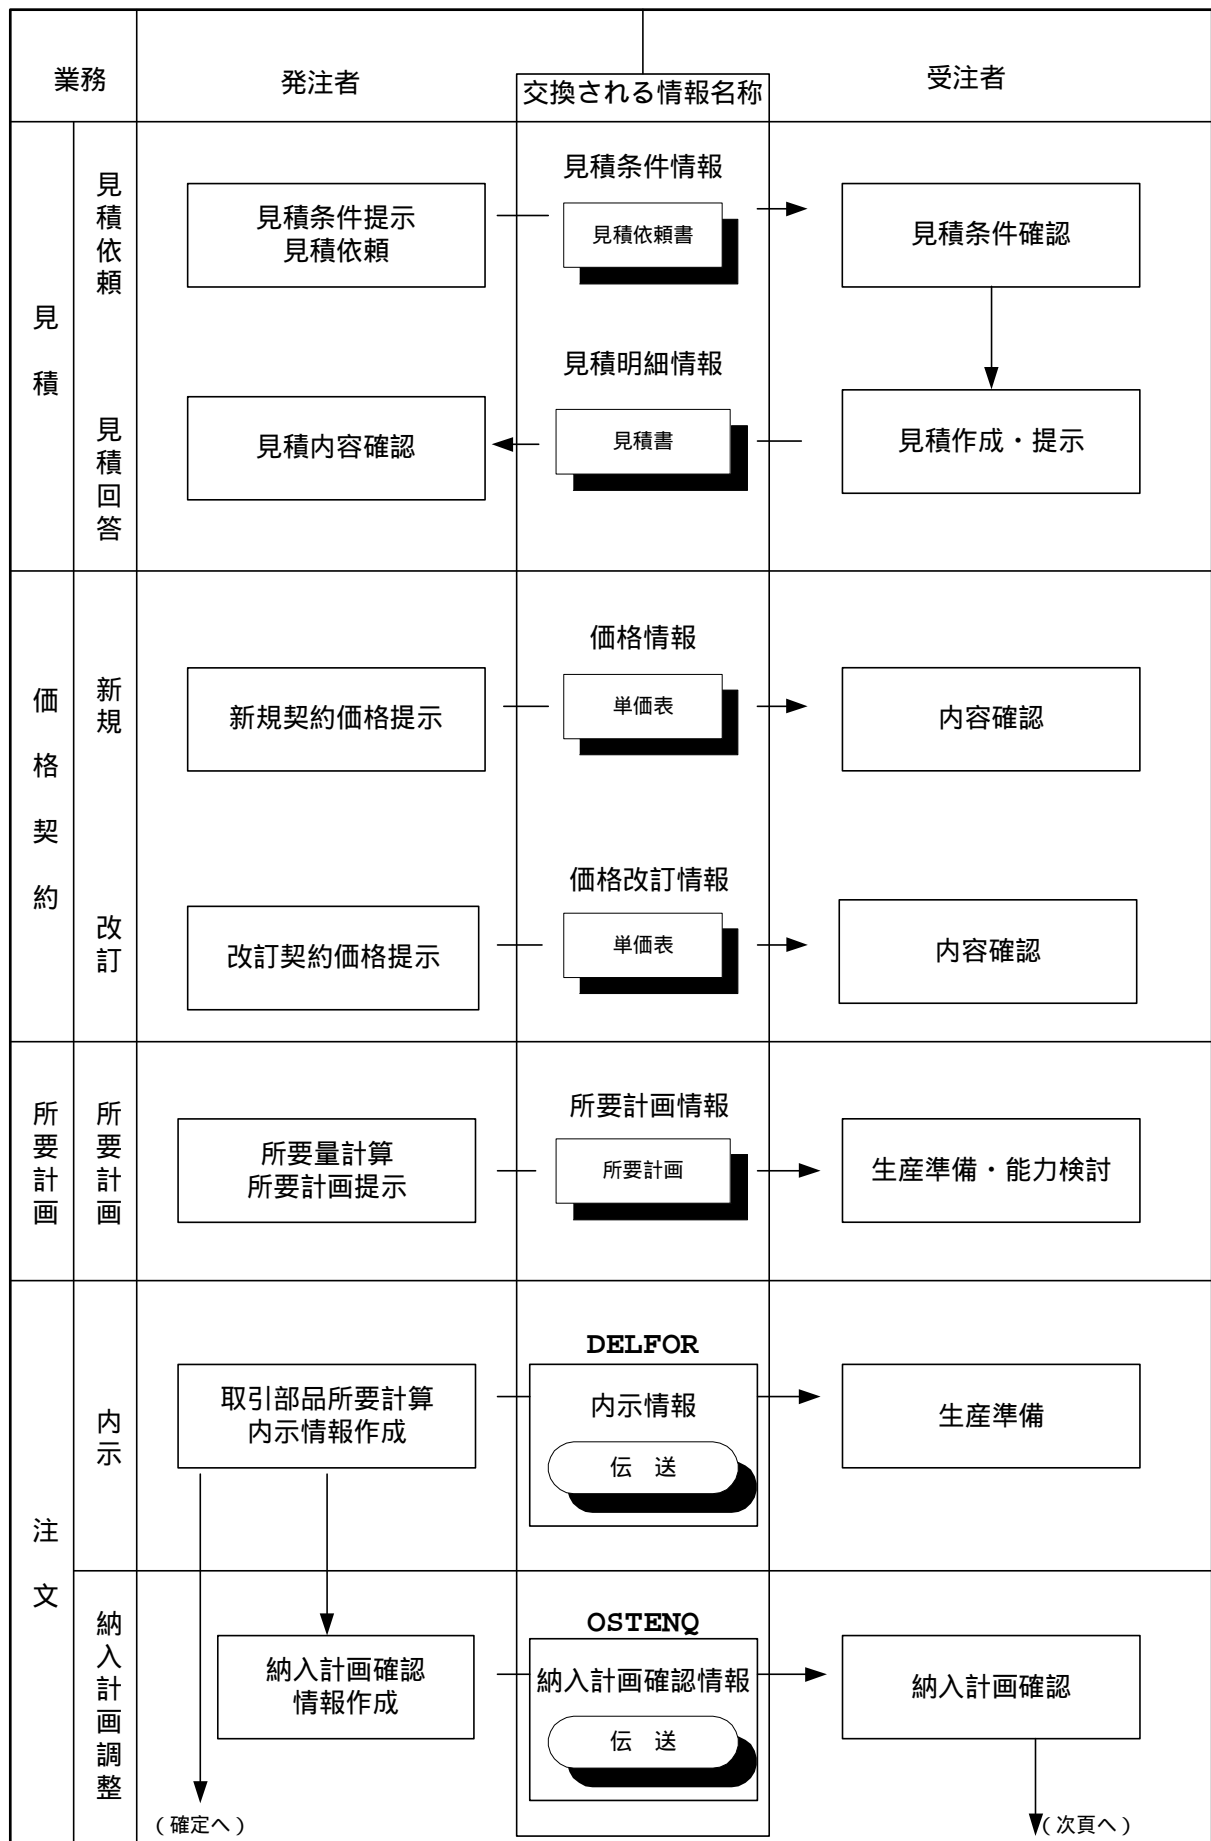 業務
発注者
交換される情報名称
受注者
見積
見積依頼
見積条件提示
見積依頼
見積条件情報
見積依頼書
見積条件確認
見積回答
見積内容確認
見積明細情報
見積書
見積作成・提示
価格契約
新規
新規契約価格提示
価格情報
単価表
内容確認
改訂
改訂契約価格提示
価格改訂情報
単価表
内容確認
所要計画
所要計画
所要量計算
所要計画提示
所要計画情報
所要計画
生産準備・能力検討
注文
内示
取引部品所要計算
内示情報作成
DELFOR
内示情報
伝 送
生産準備
納入計画調整
納入計画確認
情報作成
OSTENQ
納入計画確認情報
伝 送
納入計画確認
(確定へ)
(次頁へ)